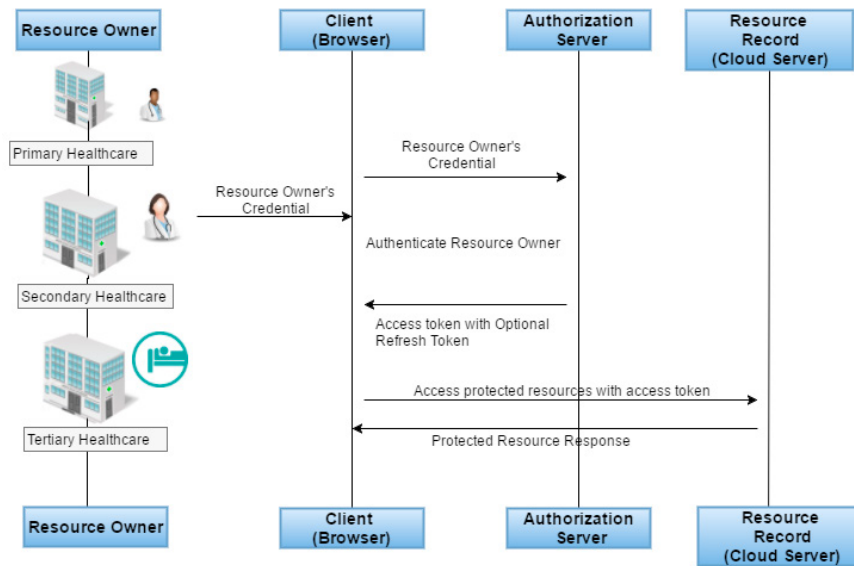 Resource Owner
Client
(Browser)
Authorization
Server
Resource
Record
(Cloud Server)
Primary Healthcare
Resource Owner's
Credential
Resource Owner's
Credential
Authenticate Resource Owner
Secondary Healthcare
Access token with Optional
Refresh Token
Access protected resources with access token
Tertiary Healthcare
Protected Resource Response
Resource Owner
Client
(Browser)
Authorization
Server
Resource
Record
(Cloud Server)